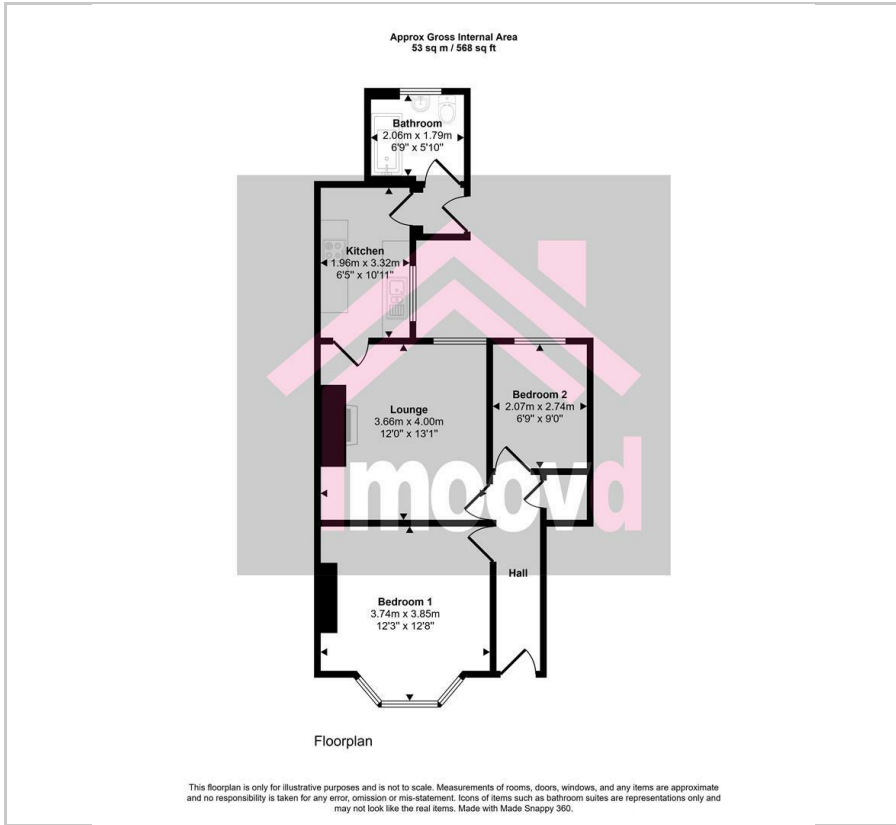 Approx Gross Internal Area
53 sq m / 568 sq ft
Bathroom
2.06m x 1.79m
6'9" x 5'10"
Kitchen
1.96m x 3.32m
6'5" x 10'11"
Lounge
3.66m x 4.00m
12'0" x 13'1"
Bedroom 2
2.07m x 2.74m
6'9" x 9'0"
imoovd
Hall
Bedroom 1
3.74m x 3.85m
12'3" x 12'8"
Floorplan
This floorplan is only for illustrative purposes and is not to scale. Measurements of rooms, doors, windows, and any items are approximate
and no responsibility is taken for any error, omission or mis-statement. Icons of items such as bathroom suites are representations only and
may not look like the real items. Made with Made Snappy 360.